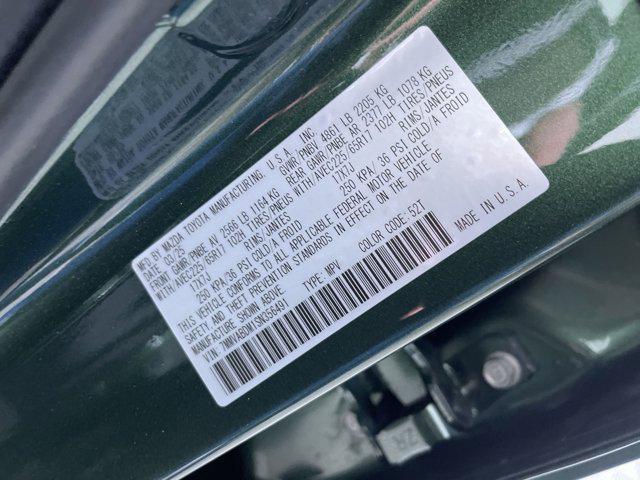 MFD BY MAZDA TOYOTA MANUFACTURING, U.S.A., INC.
DATE: 03/25 GWR/PNBV 4861 LB 2205 KG
FRONT GAWR/PNBE AV 2566 LB 1164 KG REAR GAWR/PNBE AR 2377 LB 1078 KG
WITH/AVEC225/65R17 102H TIRES/PNEUS WITH/AVEC225/65R17 102H TIRES/PNEUS
17X7J RIMS/JANTES 17X7J RIMS/JANTES
250 KPA/36 PSI COLD/A FROID 250 KPA/36 PSI COLD/A FROID
THIS VEHICLE CONFORMS TO ALL APPLICABLE FEDERAL MOTOR VEHICLE
SAFETY AND THEFT PREVENTION STANDARDS IN EFFECT ON THE DATE OF
MANUFACTURE SHOWN ABOVE.
VIN: 7MMVABDM1SN356491 TYPE: MPV COLOR CODE: 52T
MADE IN U.S.A.